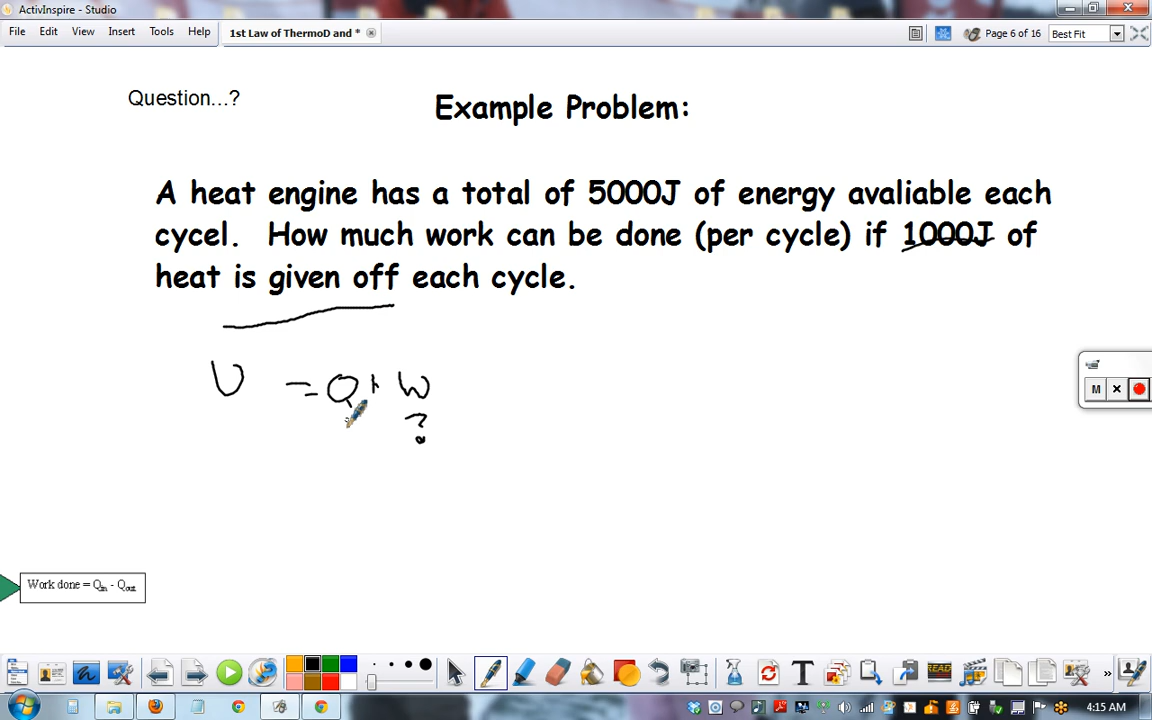 ActivInspire - Studio
File Edit View Insert Tools Help
1st Law of ThermoD and *
Page 6 of 16
Best Fit
Question...?
Example Problem:
A heat engine has a total of 5000J of energy avaliable each
cycel. How much work can be done (per cycle) if 1000J of
heat is given off each cycle.
U = Q + W
?
M
Work done = Qin - Qout
T
4:15 AM